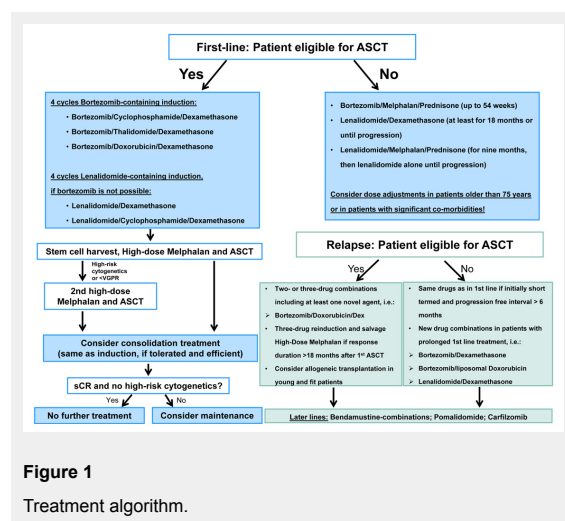 First-line: Patient eligible for ASCT
Yes
No
4 cycles Bortezomib-containing induction:
• Bortezomib/Cyclophosphamide/Dexamethasone
• Bortezomib/Thalidomide/Dexamethasone
• Bortezomib/Doxorubicin/Dexamethasone
4 cycles Lenalidomide-containing induction,
if bortezomib is not possible:
• Lenalidomide/Dexamethasone
• Lenalidomide/Cyclophosphamide/Dexamethasone
• Bortezomib/Melphalan/Prednisone (up to 54 weeks)
• Lenalidomide/Dexamethasone (at least for 18 months or
until progression)
• Lenalidomide/Melphalan/Prednisone (for nine months,
then lenalidomide alone until progression)
Consider dose adjustments in patients older than 75 years
or in patients with significant co-morbidities!
Stem cell harvest, High-dose Melphalan and ASCT
High-risk
cytogenetics
or <VGPR
2nd high-dose
Melphalan and ASCT
Consider consolidation treatment
(same as induction, if tolerated and efficient)
sCR and no high-risk cytogenetics?
Yes
No
No further treatment
Consider maintenance
Relapse: Patient eligible for ASCT
Yes
No
• Two- or three-drug combinations
including at least one novel agent, i.e.:
➢ Bortezomib/Doxorubicin/Dex
• Three-drug reinduction and salvage
High-Dose Melphalan if response
duration >18 months after 1st ASCT
• Consider allogeneic transplantation in
young and fit patients
• Same drugs as in 1st line if initially short
termed and progression free interval > 6
months
• New drug combinations in patients with
prolonged 1st line treatment, i.e.:
➢ Bortezomib/Dexamethasone
➢ Bortezomib/liposomal Doxorubicin
➢ Lenalidomide/Dexamethasone
Later lines: Bendamustine-combinations; Pomalidomide; Carfilzomib
Figure 1
Treatment algorithm.